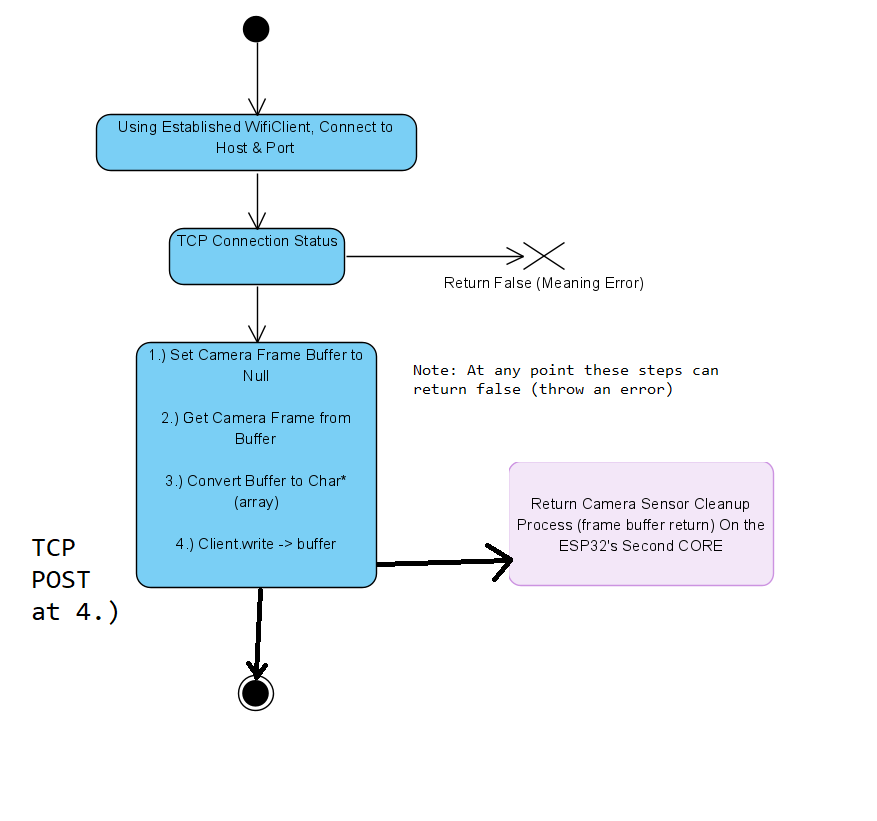 Using Established WifiClient, Connect to
Host & Port
TCP Connection Status
Return False (Meaning Error)
1.) Set Camera Frame Buffer to
Null
2.) Get Camera Frame from
Buffer
3.) Convert Buffer to Char*
(array)
4.) Client.write -> buffer
Note: At any point these steps can
return false (throw an error)
Return Camera Sensor Cleanup
Process (frame buffer return) On the
ESP32's Second CORE
TCP
POST
at 4.)